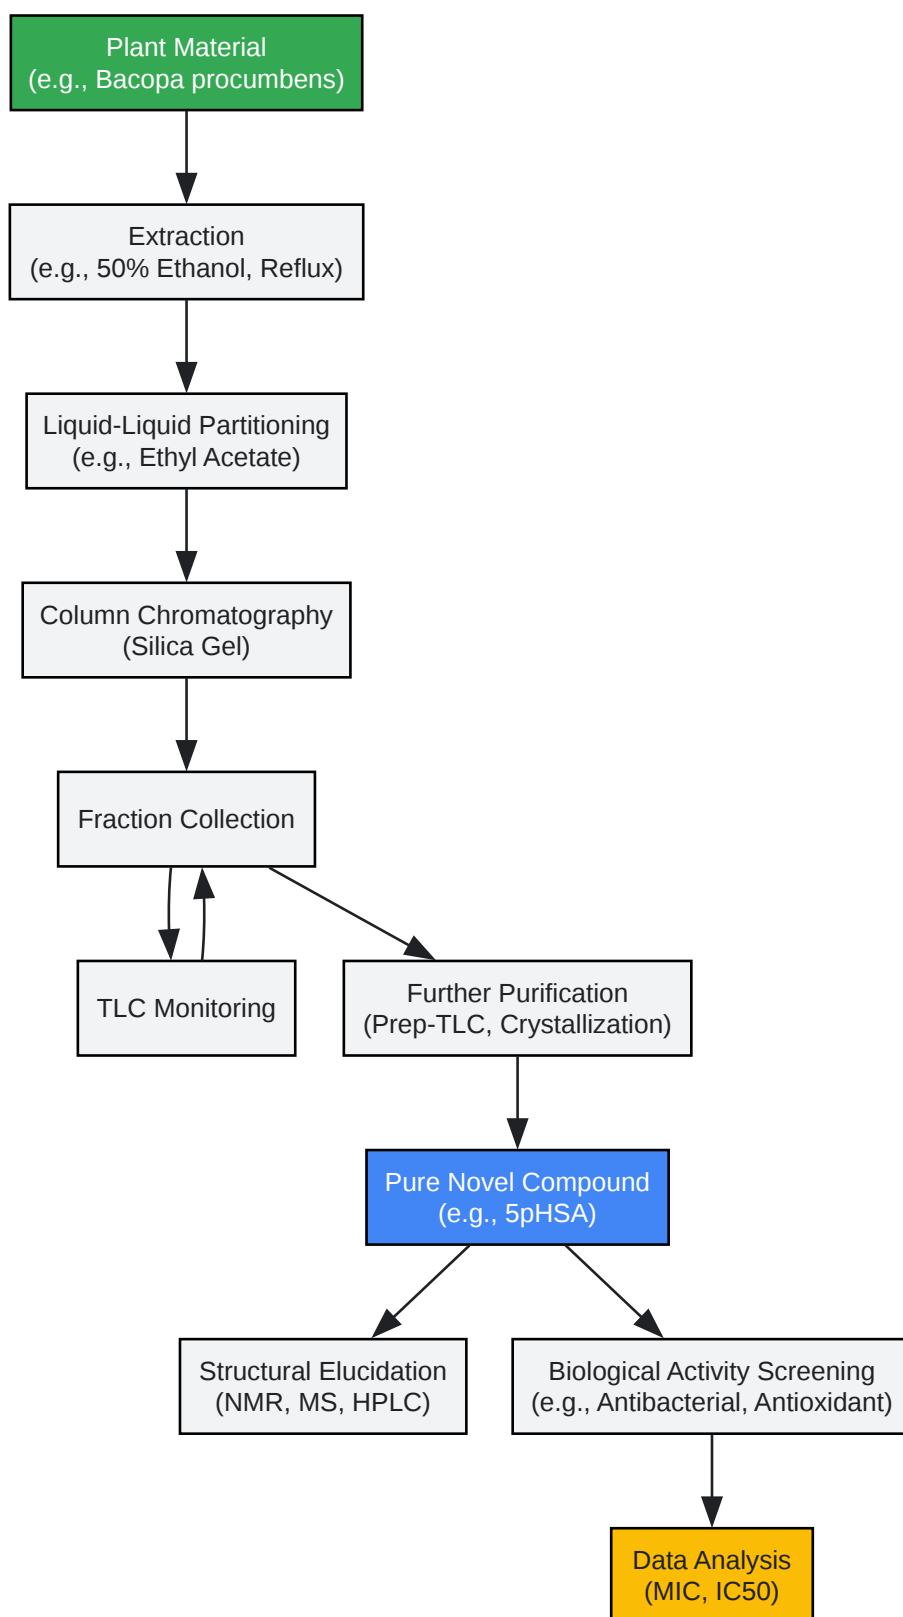 Plant Material
(e.g., Bacopa procumbens)
Extraction
(e.g., 50% Ethanol, Reflux)
Liquid-Liquid Partitioning
(e.g., Ethyl Acetate)
Column Chromatography
(Silica Gel)
Fraction Collection
TLC Monitoring
Further Purification
(Prep-TLC, Crystallization)
Pure Novel Compound
(e.g., 5pHSA)
Structural Elucidation
(NMR, MS, HPLC)
Biological Activity Screening
(e.g., Antibacterial, Antioxidant)
Data Analysis
(MIC, IC50)